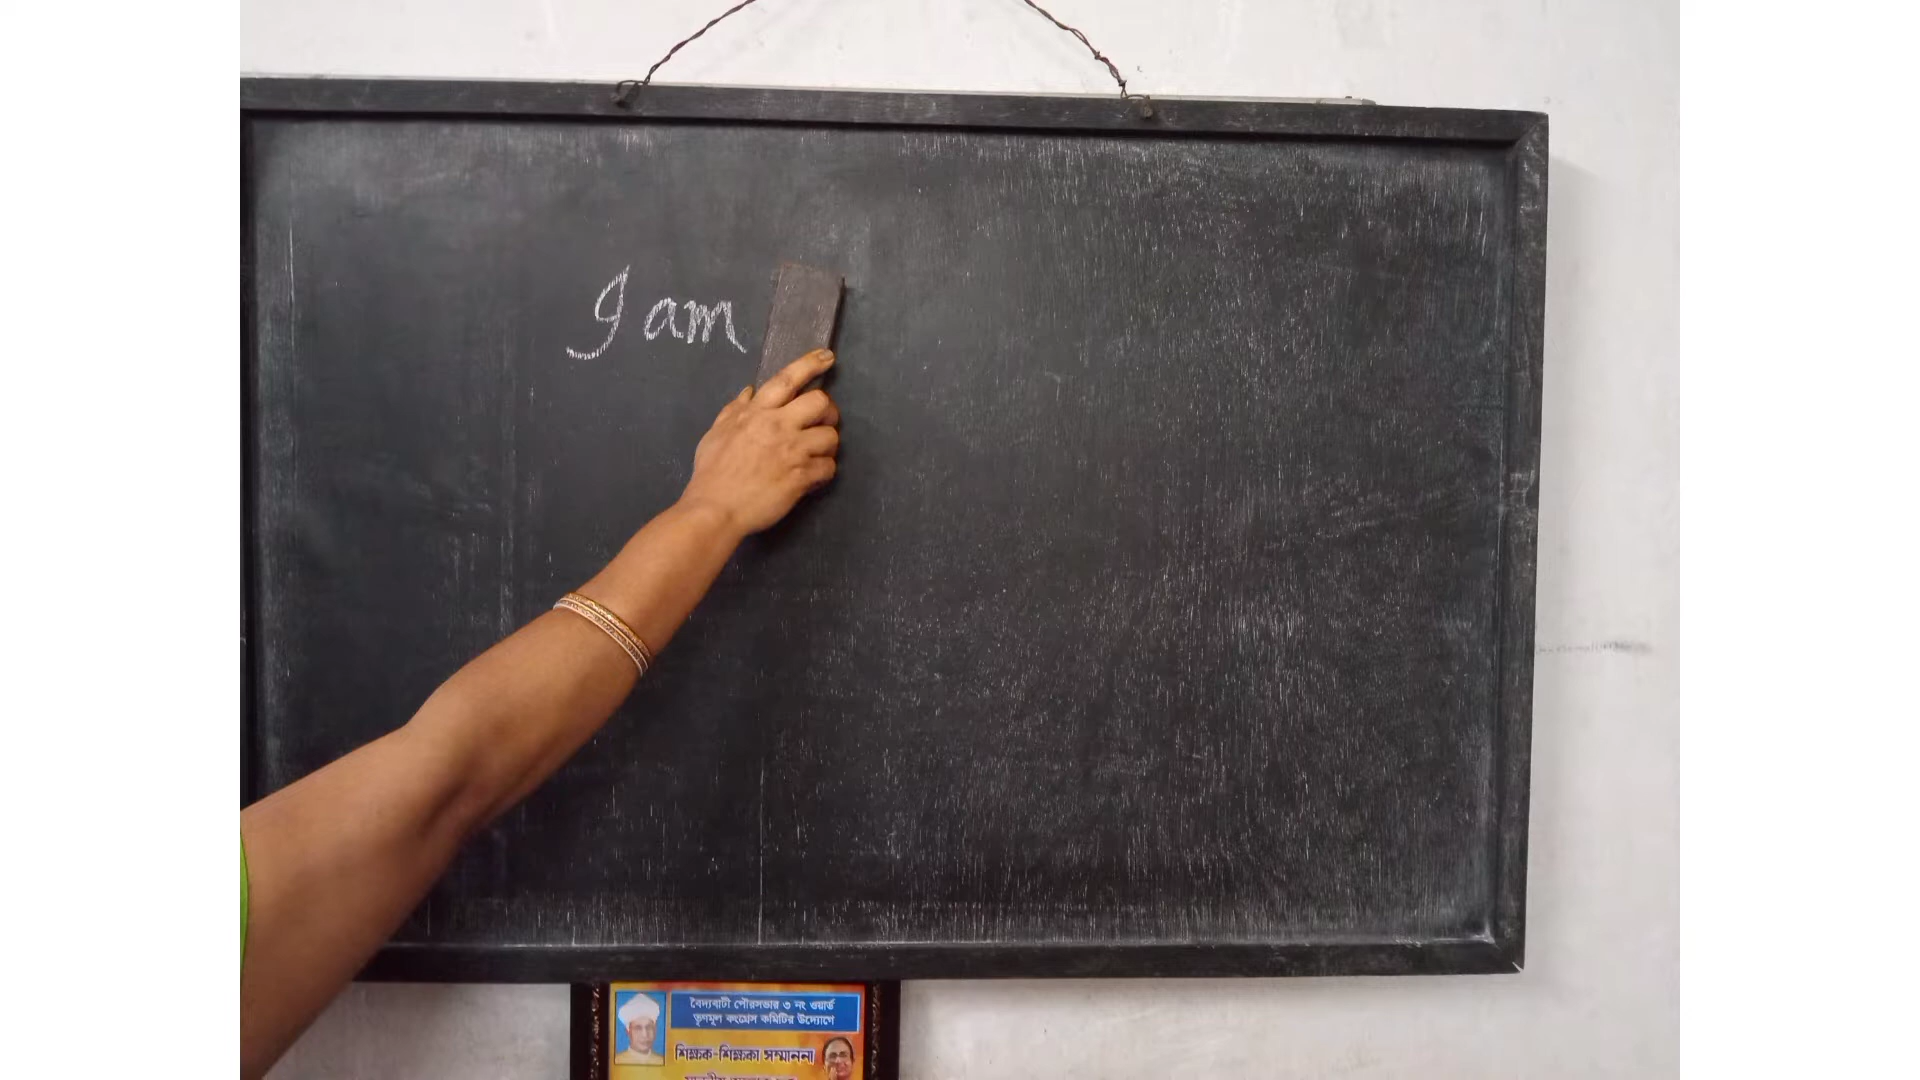 I am
বৈদ্যবাটী পৌরসভার ৩ নং ওয়ার্ড
তৃণমূল কংগ্রেস কমিটির উদ্যোগে
শিক্ষক-শিক্ষিকা সম্মাননা